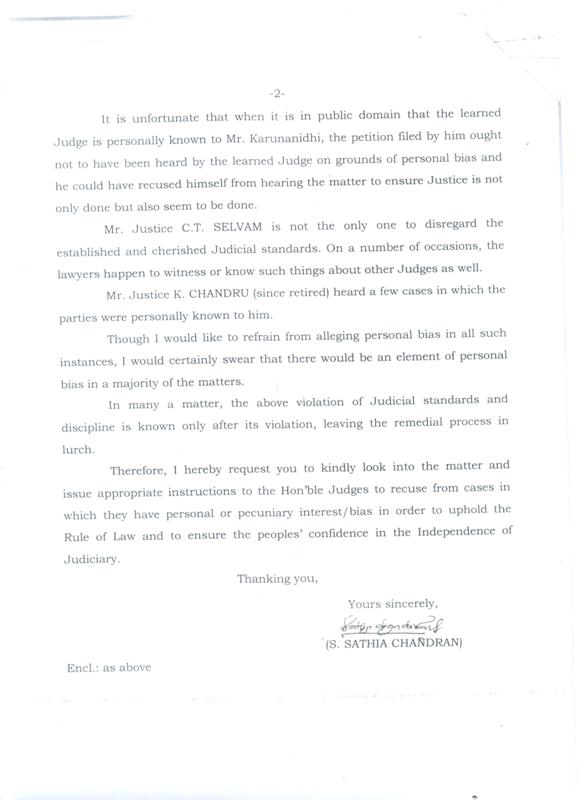 -2-
It is unfortunate that when it is in public domain that the learned
Judge is personally known to Mr. Karunanidhi, the petition filed by him ought
not to have been heard by the learned Judge on grounds of personal bias and
he could have recused himself from hearing the matter to ensure Justice is not
only done but also seem to be done.
Mr. Justice C.T. SELVAM is not the only one to disregard the
established and cherished Judicial standards. On a number of occasions, the
lawyers happen to witness or know such things about other Judges as well.
Mr. Justice K. CHANDRU (since retired) heard a few cases in which the
parties were personally known to him.
Though I would like to refrain from alleging personal bias in all such
instances, I would certainly swear that there would be an element of personal
bias in a majority of the matters.
In many a matter, the above violation of Judicial standards and
discipline is known only after its violation, leaving the remedial process in
lurch.
Therefore, I hereby request you to kindly look into the matter and
issue appropriate instructions to the Hon'ble Judges to recuse from cases in
which they have personal or pecuniary interest/bias in order to uphold the
Rule of Law and to ensure the peoples' confidence in the Independence of
Judiciary.
Thanking you,
Yours sincerely,
(S. SATHIA CHANDRAN)
Encl.: as above